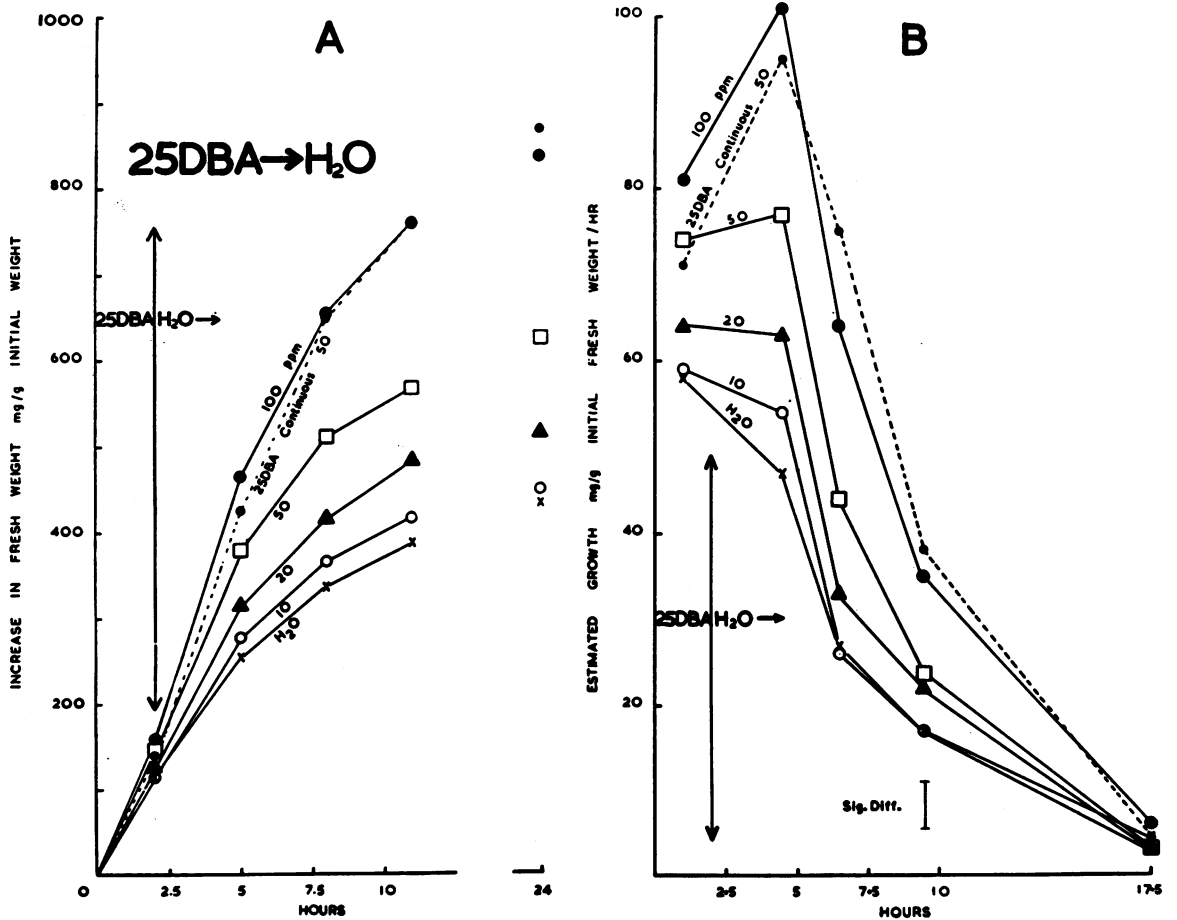 A
25DBA→H₂O
INCREASE IN FRESH WEIGHT mg/g INITIAL WEIGHT
1000
800
600
400
200
0
25DBA H₂O →
100 ppm
25DBA Continuous 50
50
20
10
H₂O
2.5
5
7.5
10
24
HOURS
B
ESTIMATED GROWTH mg/g INITIAL FRESH WEIGHT/HR
100
80
60
40
20
100 ppm
25DBA Continuous 50
50
20
10
H₂O
25DBA H₂O →
Sig. Diff.
2·5
5
7·5
10
17·5
HOURS